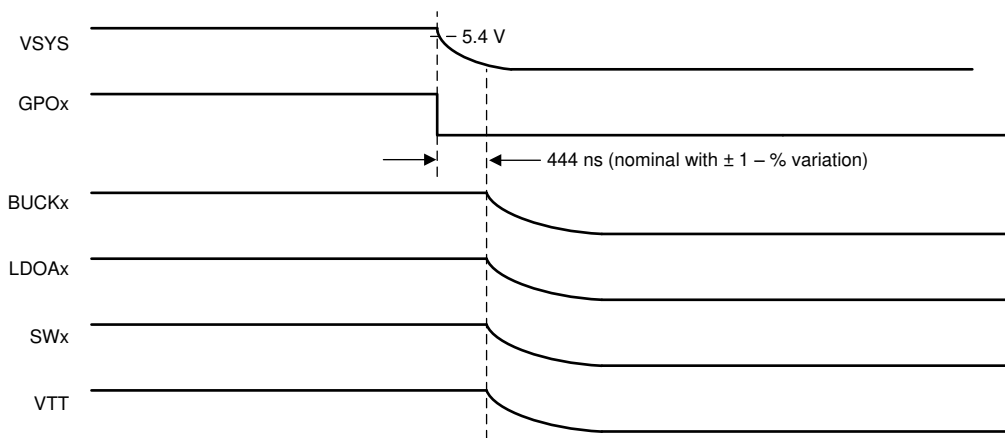 VSYS
5.4 V
GPOx
444 ns (nominal with ± 1 – % variation)
BUCKx
LDOAx
SWx
VTT